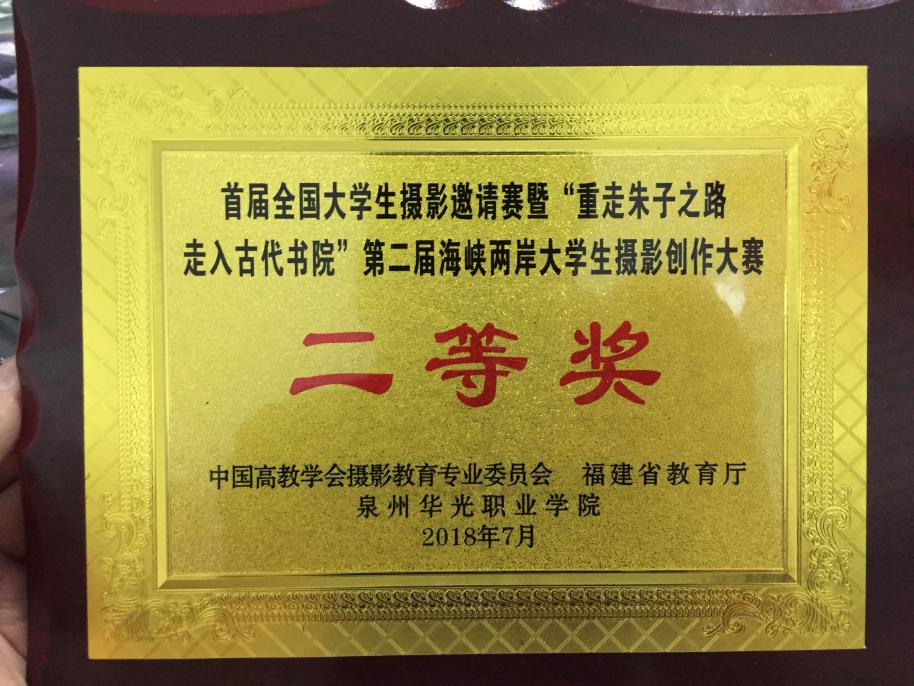 首届全国大学生摄影邀请赛暨“重走朱子之路
走入古代书院”第二届海峡两岸大学生摄影创作大赛
二等奖
中国高教学会摄影教育专业委员会 福建省教育厅
泉州华光职业学院
2018年7月